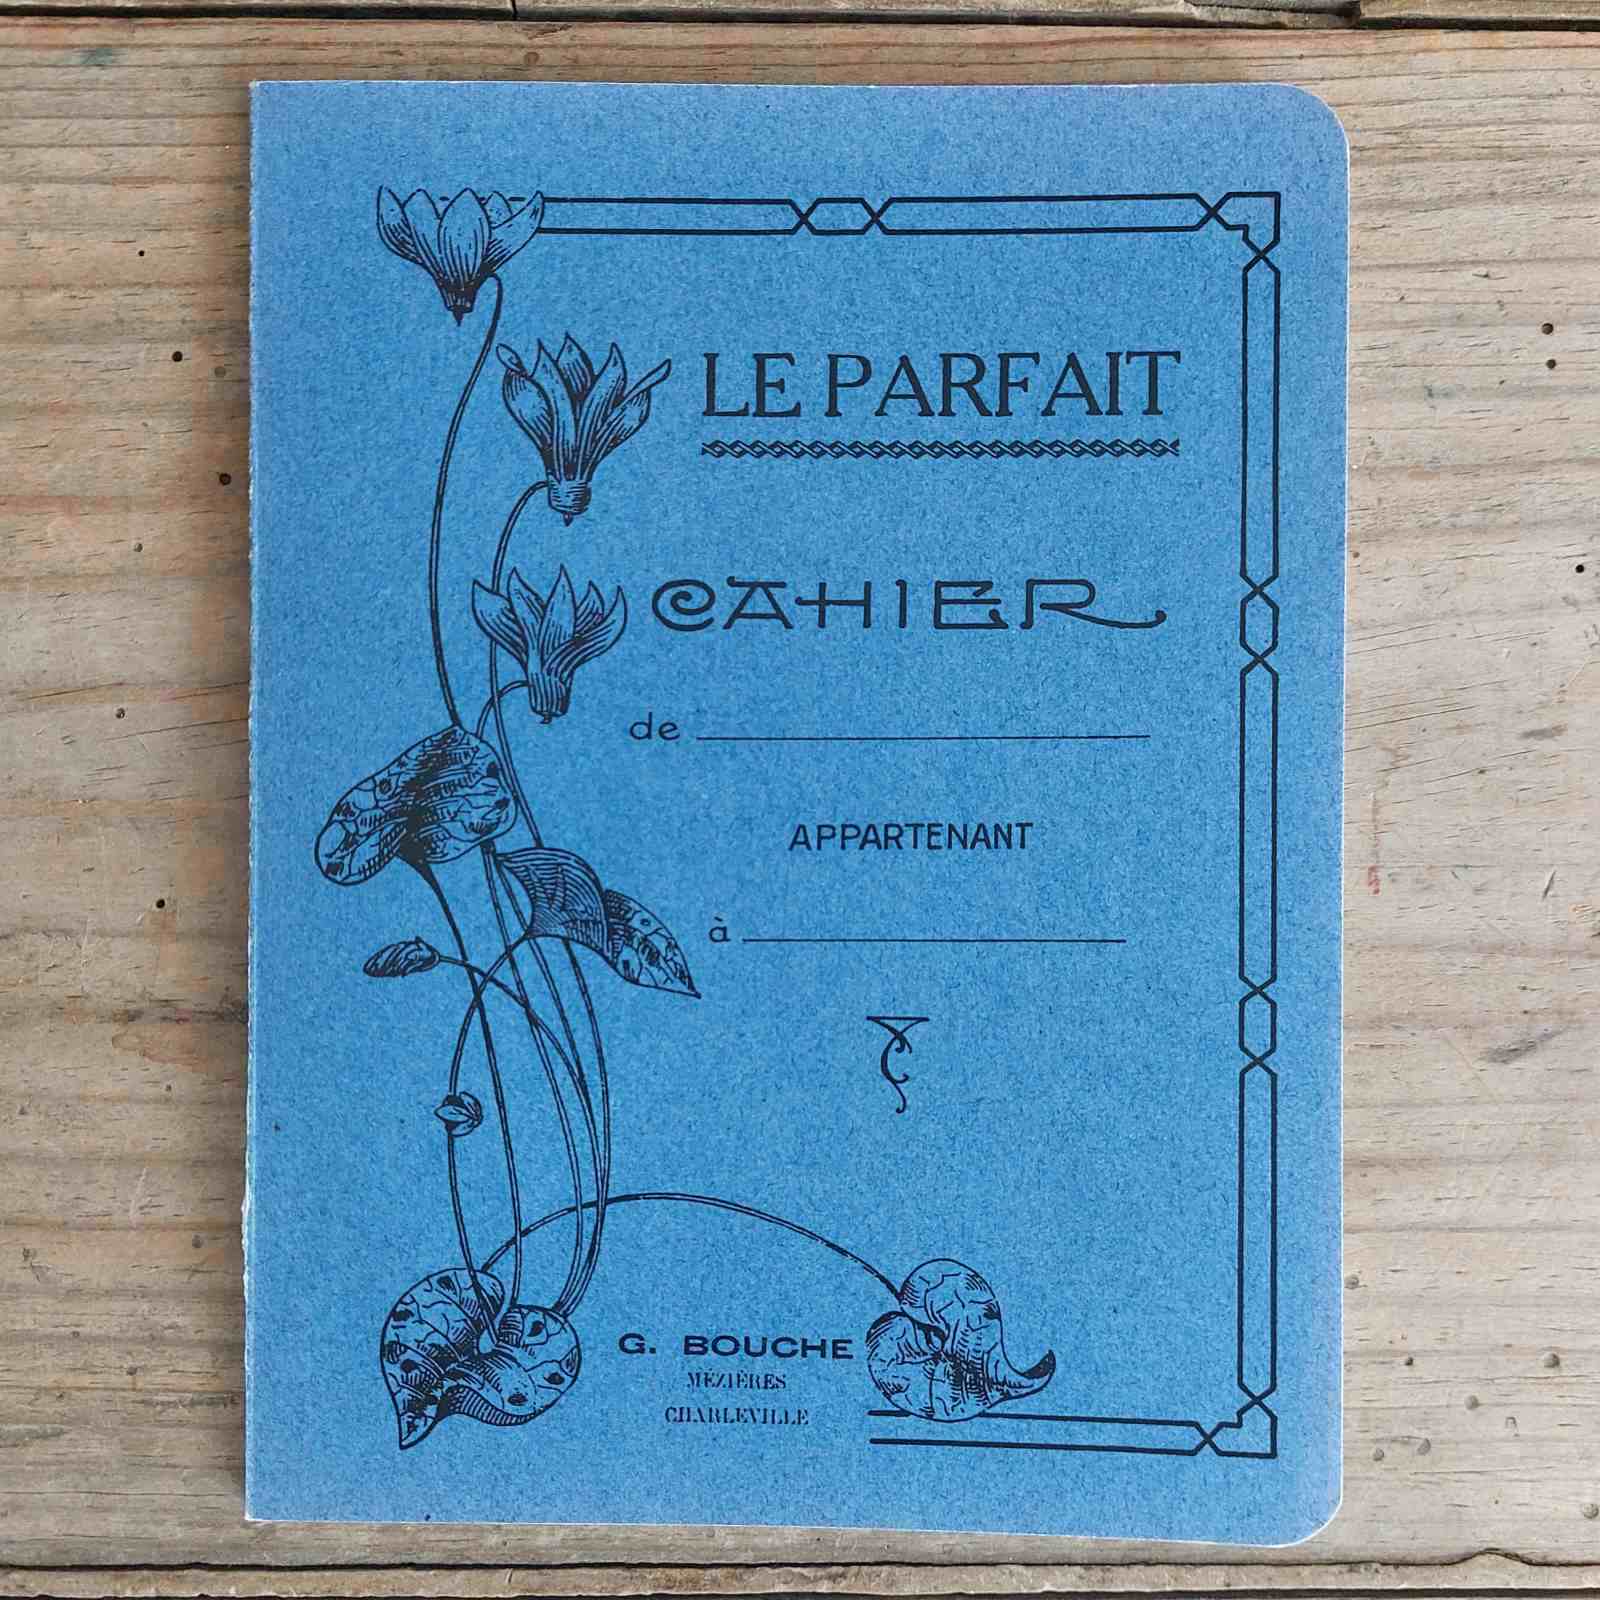 LE PARFAIT
CAHIER
de
APPARTENANT
à
G. BOUCHE
MÉZIÈRES
CHARLEVILLE